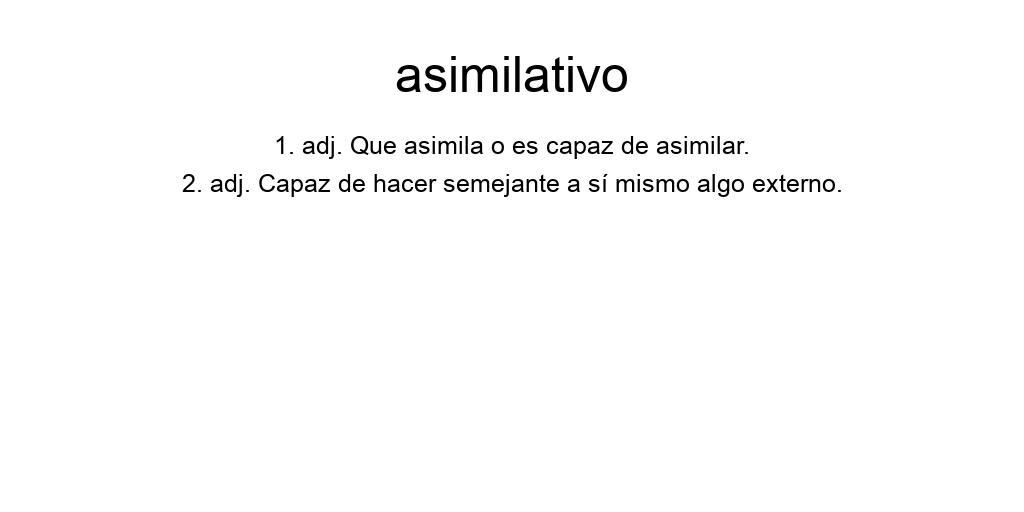 asimilativo
1. adj. Que asimila o es capaz de asimilar.
2. adj. Capaz de hacer semejante a sí mismo algo externo.